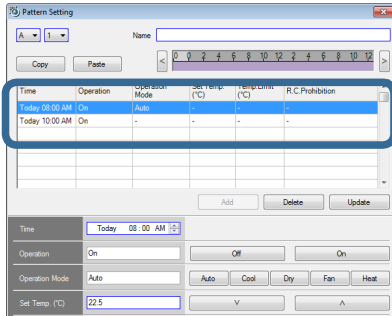 Pattern Setting
A 1 Name
Copy Paste < 0 0 2 4 6 8 10 12 2 4 6 8 10 12 >
Time Operation Operation Mode Set Temp. (°C) Temp.Limit (°C) R.C.Prohibition
Today 08:00 AM On Auto - - -
Today 10:00 AM On - - - -
Add Delete Update
Time Today 08 : 00 AM
Operation On Off On
Operation Mode Auto Auto Cool Dry Fan Heat
Set Temp. (°C) 22.5 V Λ